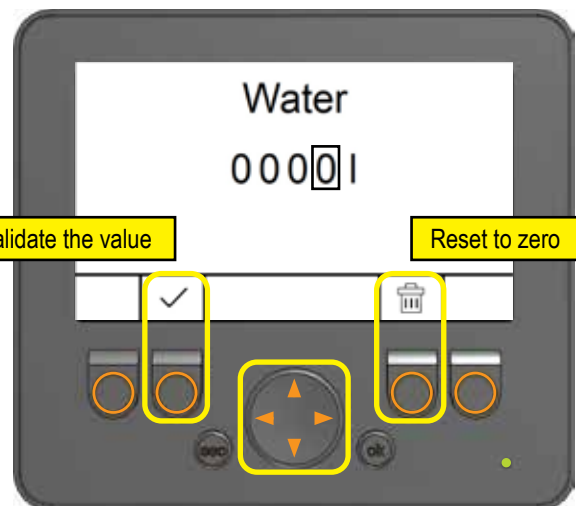 Water
0000 l
alidate the value
Reset to zero
esc
ok